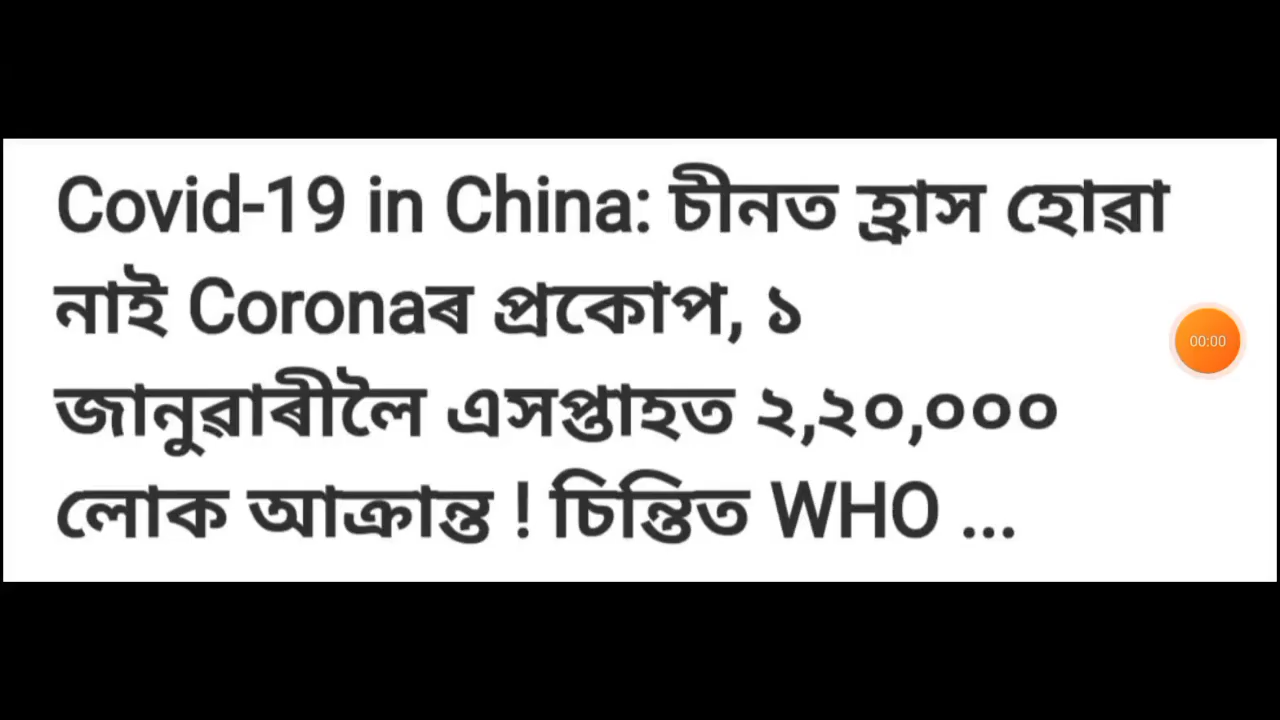 Covid-19 in China: চীনত হ্ৰাস হোৱা
নাই Coronaৰ প্ৰকোপ, ১
জানুৱাৰীলৈ এসপ্তাহত ২,২০,০০০
লোক আক্ৰান্ত ! চিন্তিত WHO ...
00:00